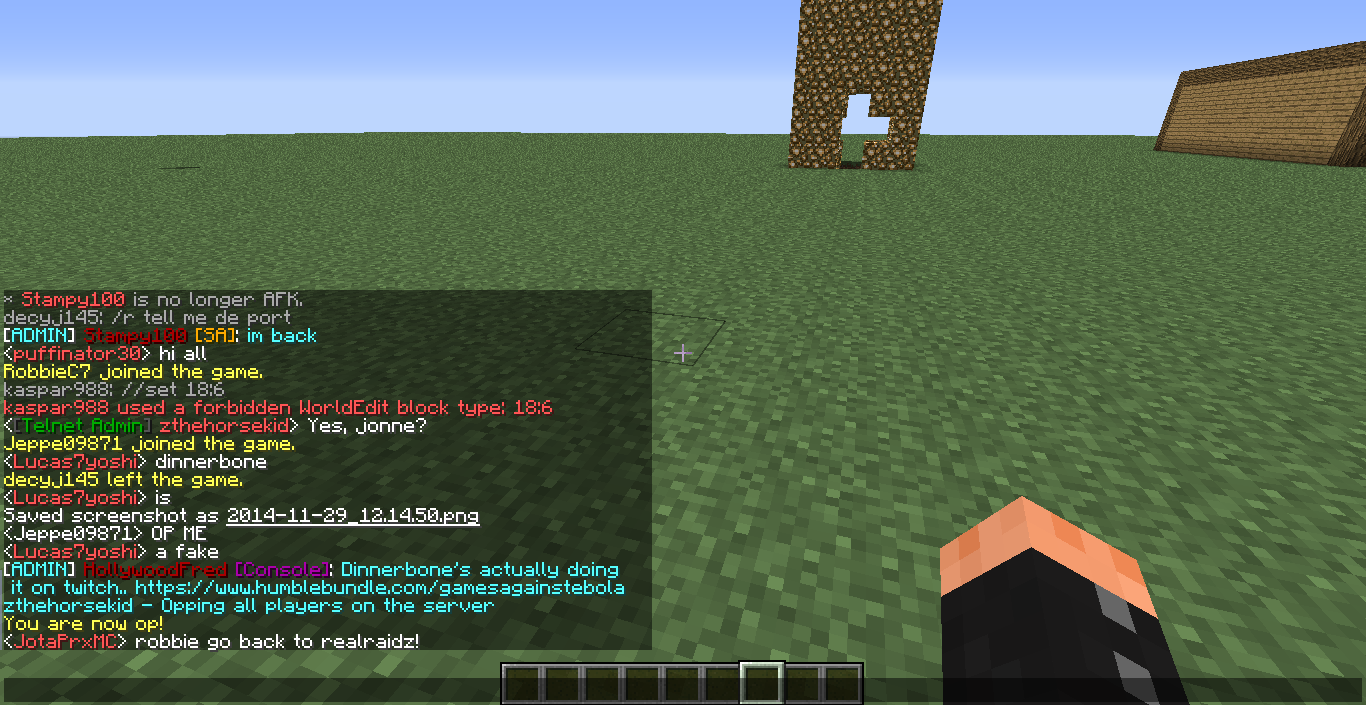 * Stampy100 is no longer AFK.
decyj145: /r tell me de port
[ADMIN] Stampy100 [SA]: im back
<puffinator30> hi all
RobbieC7 joined the game.
kaspar988: //set 18:6
kaspar988 used a forbidden WorldEdit block type: 18:6
<[Telnet Admin] zthehorsekid> Yes, jonne?
Jeppe09871 joined the game.
<Lucas7yoshi> dinnerbone
decyj145 left the game.
<Lucas7yoshi> is
Saved screenshot as 2014-11-29_12.14.50.png
<Jeppe09871> OP ME
<Lucas7yoshi> a fake
[ADMIN] HollywoodFred [Console]: Dinnerbone's actually doing
it on twitch.. https://www.humblebundle.com/gamesagainstebola
zthehorsekid - Opping all players on the server
You are now op!
<JotaPrxMC> robbie go back to realraidz!